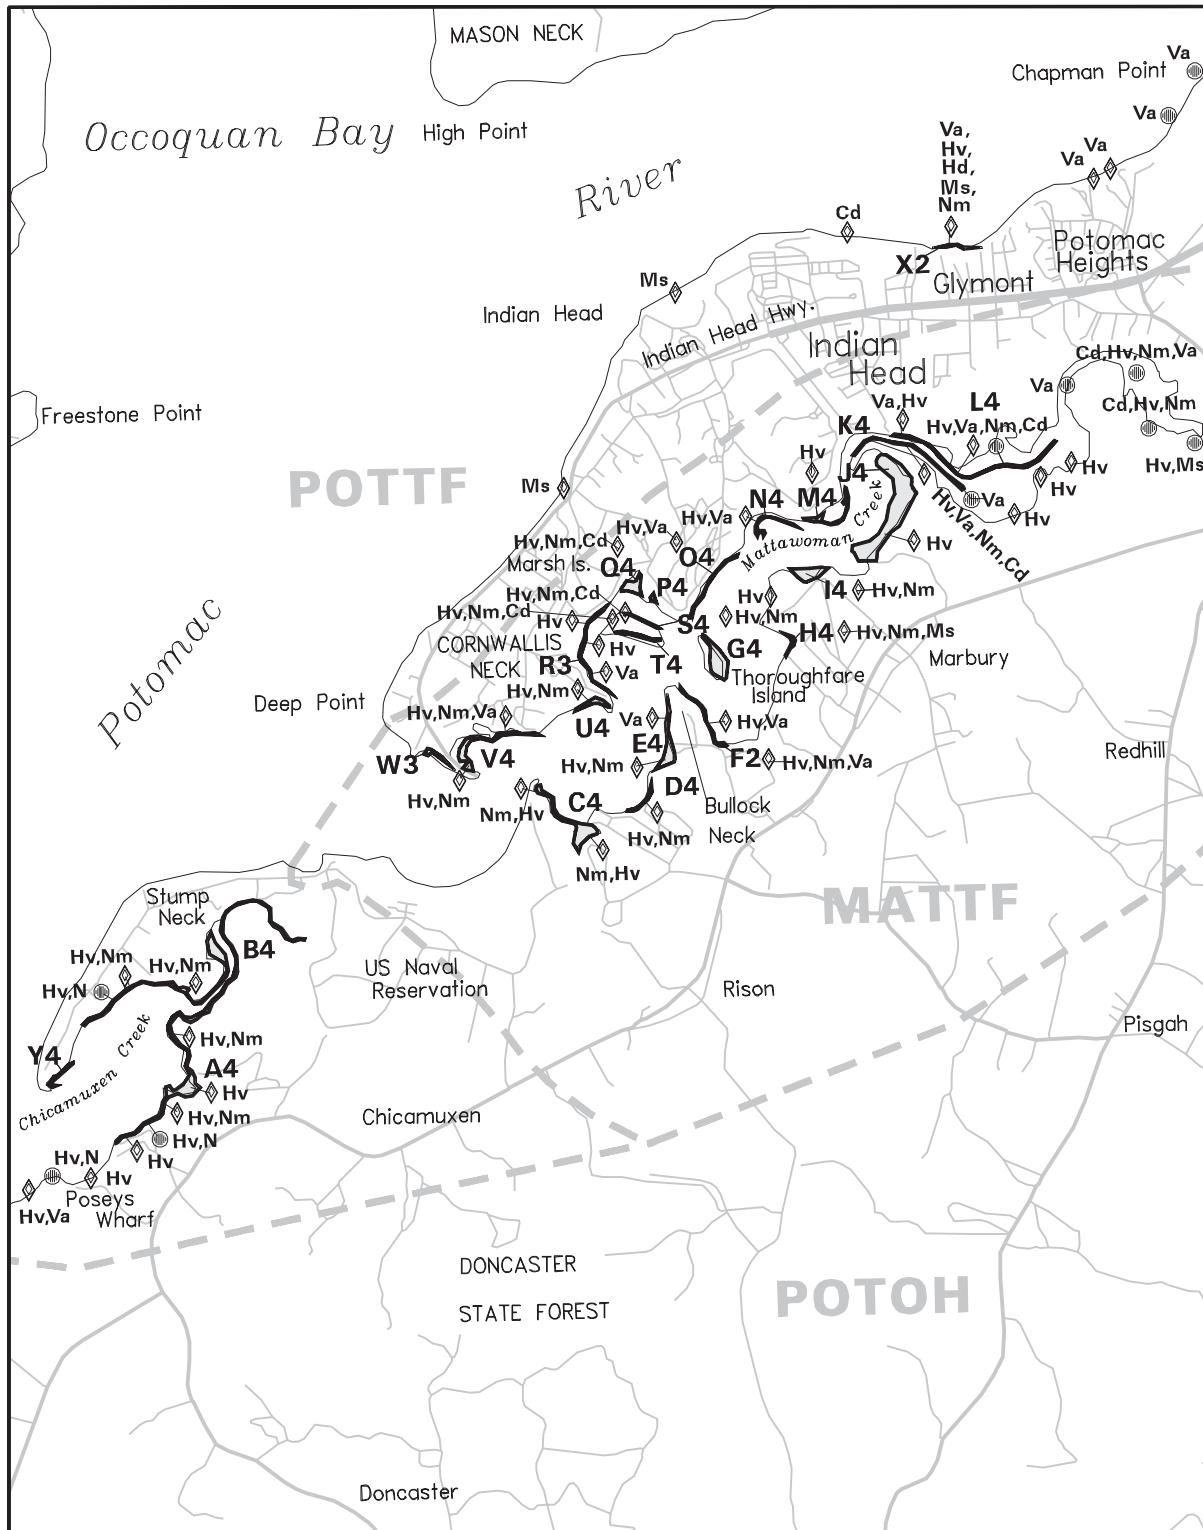 MASON NECK
Va
Chapman Point
Va
Occoquan Bay
High Point
Va,
Hv,
Hd,
Ms,
Nm
Va
Va
River
Cd
X2
Potomac
Heights
Glymont
Ms
Indian Head
Indian Head Hwy.
Indian
Head
Cd,Hv,Nm,Va
Va
Freestone Point
Va,Hv
L4
Cd,Hv,Nm
K4
Hv,Va,Nm,Cd
Hv
J4
Hv
Hv,Ms
POTTF
Ms
N4
M4
Creek
Va
Hv
Hv
Hv,Va
Hv,Va
Hv,Va,Nm,Cd
Hv,Nm,Cd
O4
Mattawoman
Hv
Marsh Is.
Q4
P4
Hv,Nm,Cd
Hv
I4
Hv,Nm
Hv,Nm,Cd
Hv
S4
Hv,Nm
H4
Hv,Nm,Ms
CORNWALLIS
NECK
Hv
T4
G4
Marbury
R3
Va
Thoroughfare
Island
Potomac
Deep Point
Hv,Nm
Hv,Nm,Va
U4
Va
Hv,Va
E4
W3
V4
Hv,Nm
F2
Hv,Nm,Va
Redhill
Hv,Nm
Nm,Hv
C4
D4
Bullock
Neck
Hv,Nm
Nm,Hv
Stump
Neck
MATTF
B4
Hv,Nm
Hv,Nm
US Naval
Reservation
Hv,N
Rison
Pisgah
Y4
Chicamuxen Creek
Hv,Nm
A4
Hv
Hv,Nm
Chicamuxen
Hv,N
Hv,N
Hv
Hv
Poseys
Wharf
Hv,Va
DONCASTER
STATE FOREST
POTOH
Doncaster